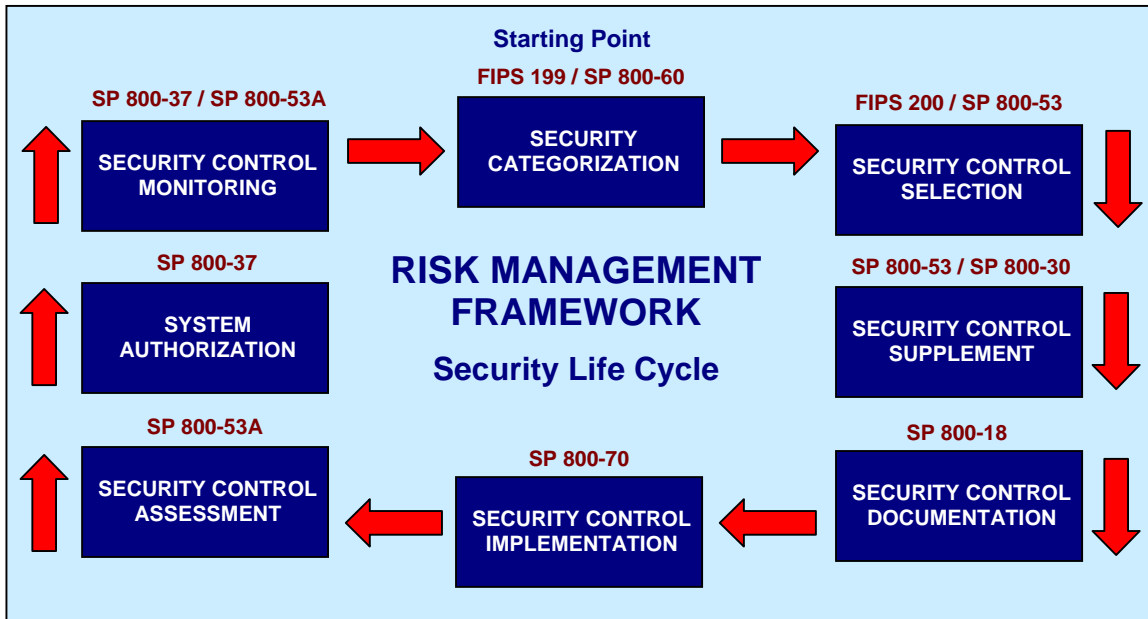 Starting Point
FIPS 199 / SP 800-60
SECURITY
CATEGORIZATION
FIPS 200 / SP 800-53
SECURITY CONTROL
SELECTION
SP 800-53 / SP 800-30
SECURITY CONTROL
SUPPLEMENT
SP 800-18
SECURITY CONTROL
DOCUMENTATION
SP 800-70
SECURITY CONTROL
IMPLEMENTATION
SP 800-53A
SECURITY CONTROL
ASSESSMENT
SP 800-37
SYSTEM
AUTHORIZATION
SP 800-37 / SP 800-53A
SECURITY CONTROL
MONITORING
RISK MANAGEMENT
FRAMEWORK
Security Life Cycle